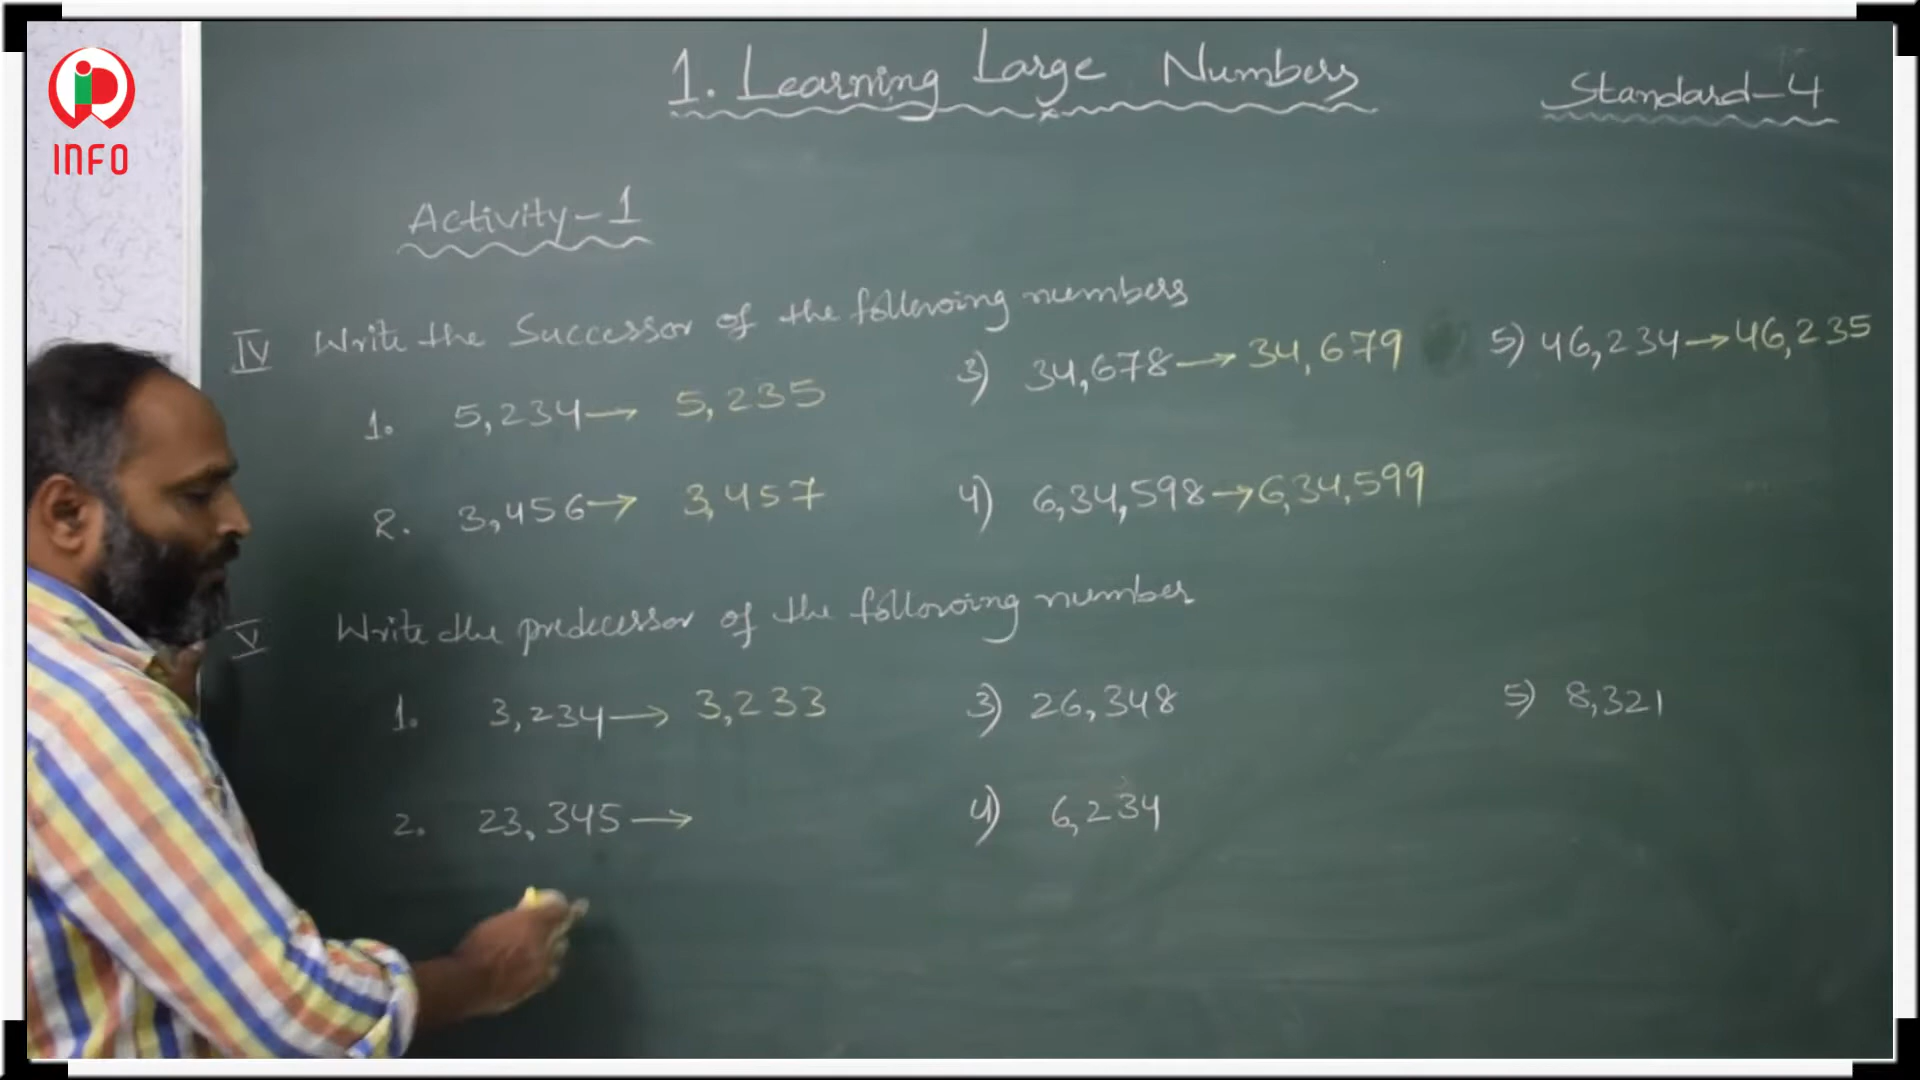 INFO
1. Learning Large Numbers
Standard-4
Activity-1
IV Write the Successor of the following numbers
1. 5,234→ 5,235
3) 34,678→34,679
5) 46,234→46,235
2. 3,456→ 3,457
4) 6,34,598→6,34,599
V Write the predecessor of the following number
1. 3,234→ 3,233
3) 26,348
5) 8,321
2. 23,345→
4) 6,234